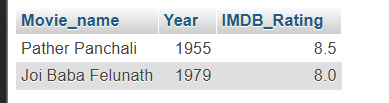 Movie_name Year IMDB_Rating
Pather Panchali 1955 8.5
Joi Baba Felunath 1979 8.0